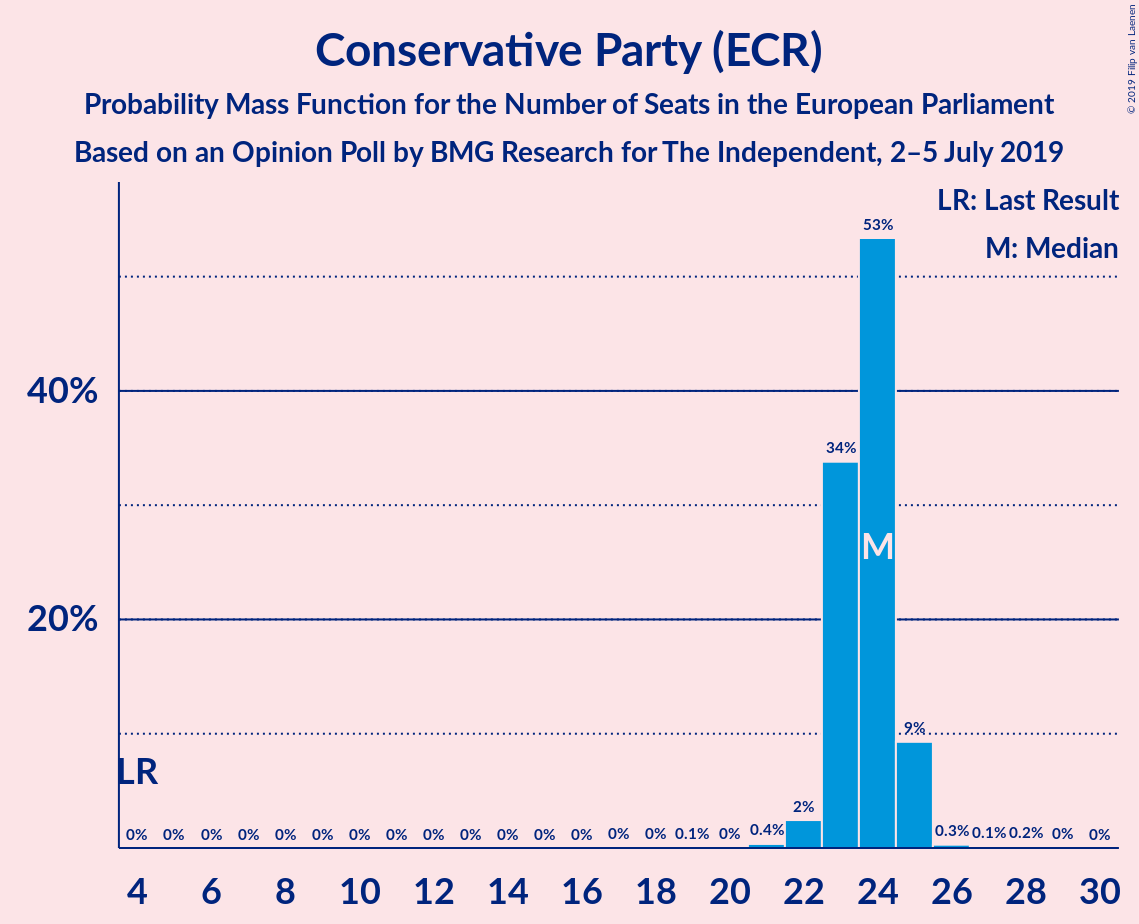 Conservative Party (ECR)
Probability Mass Function for the Number of Seats in the European Parliament
Based on an Opinion Poll by BMG Research for The Independent, 2–5 July 2019
© 2019 Filip van Laenen
LR: Last Result
M: Median
53%
40%
34%
M
20%
9%
LR
2%
0% 0% 0% 0% 0% 0% 0% 0% 0% 0% 0% 0% 0% 0% 0% 0.1% 0% 0.4% 0.3% 0.1% 0.2% 0% 0%
4 6 8 10 12 14 16 18 20 22 24 26 28 30